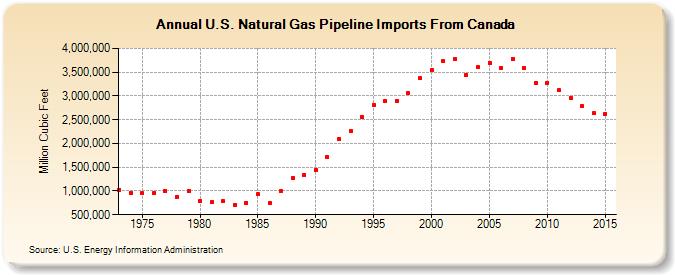 Annual U.S. Natural Gas Pipeline Imports From Canada
Million Cubic Feet
4,000,000
3,500,000
3,000,000
2,500,000
2,000,000
1,500,000
1,000,000
500,000
1975 1980 1985 1990 1995 2000 2005 2010 2015
Source: U.S. Energy Information Administration